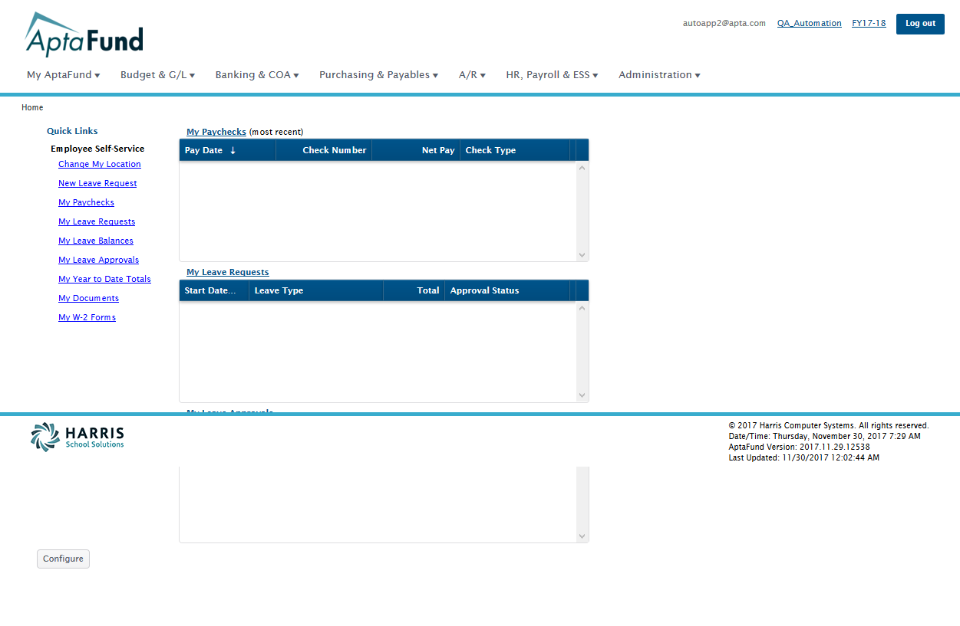 AptaFund
autoapp2@apta.com QA_Automation FY17-18 Log out
My AptaFund Budget & G/L Banking & COA Purchasing & Payables A/R HR, Payroll & ESS Administration
Home
Quick Links
Employee Self-Service
Change My Location
New Leave Request
My Paychecks
My Leave Requests
My Leave Balances
My Leave Approvals
My Year to Date Totals
My Documents
My W-2 Forms
My Paychecks (most recent)
Pay Date ↓ Check Number Net Pay Check Type
My Leave Requests
Start Date... Leave Type Total Approval Status
My Leave Approvals
HARRIS
School Solutions
© 2017 Harris Computer Systems. All rights reserved.
Date/Time: Thursday, November 30, 2017 7:29 AM
AptaFund Version: 2017.11.29.12538
Last Updated: 11/30/2017 12:02:44 AM
Configure